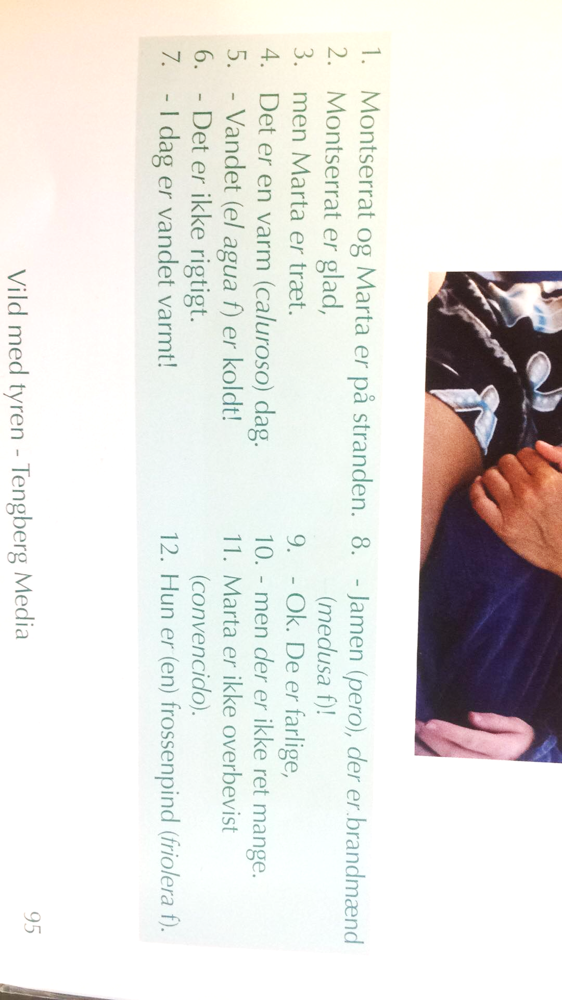 1. Montserrat og Marta er på stranden.
2. Montserrat er glad,
3. men Marta er træt.
4. Det er en varm (caluroso) dag.
5. - Vandet (el agua f) er koldt!
6. - Det er ikke rigtigt.
7. - I dag er vandet varmt!
8. - Jamen (pero), der er brandmænd
(medusa f)!
9. - Ok. De er farlige,
10. - men der er ikke ret mange.
11. Marta er ikke overbevist
(convencido).
12. Hun er (en) frossenpind (friolera f).
Vild med tyren - Tengberg Media
95